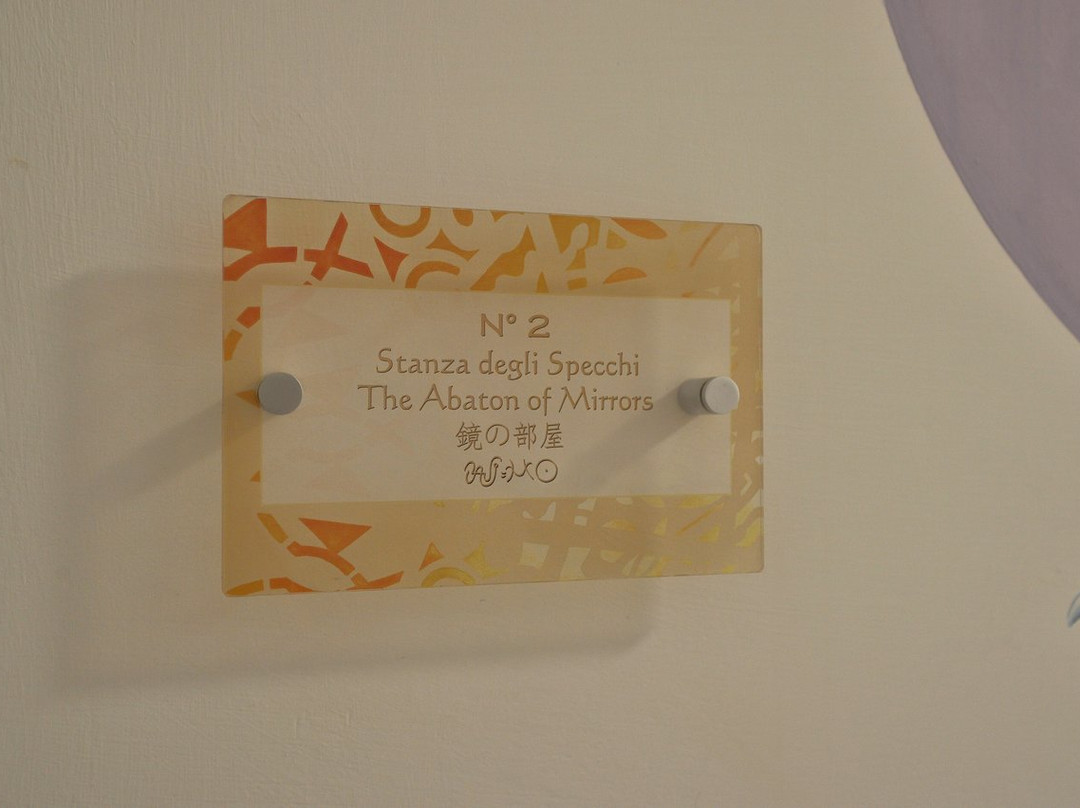 N° 2
Stanza degli Specchi
The Abaton of Mirrors
鏡の部屋